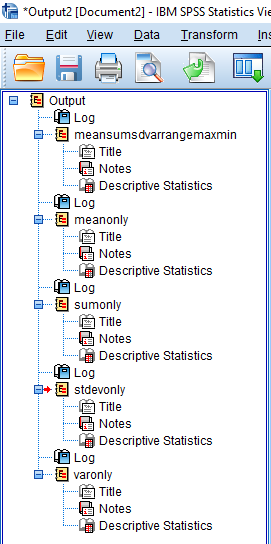 *Output2 [Document2] - IBM SPSS Statistics Vie
File Edit View Data Transform Ins
Output
Log
meansumsdvarrangemaxmin
Title
Notes
Descriptive Statistics
Log
meanonly
Title
Notes
Descriptive Statistics
Log
sumonly
Title
Notes
Descriptive Statistics
Log
stdevonly
Title
Notes
Descriptive Statistics
Log
varonly
Title
Notes
Descriptive Statistics